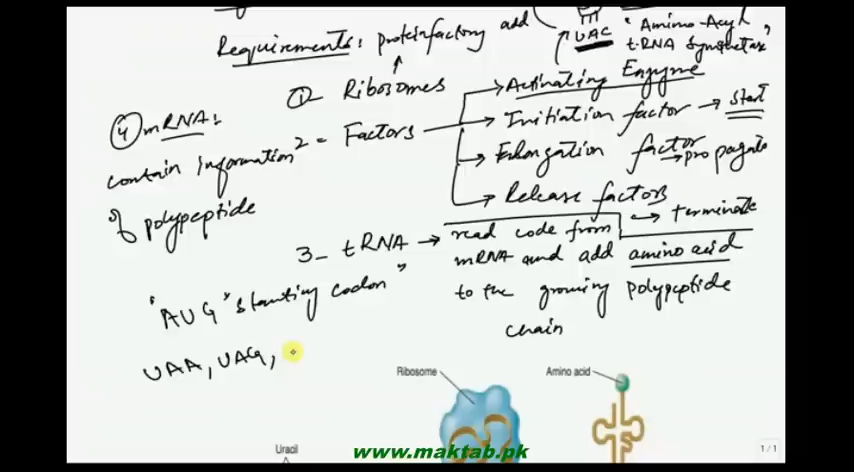 Requirements: protein factory add
UAC
"Amino-Acyl
t-RNA Synthetase"
1- Ribosomes
Activating Enzyme
4) mRNA:
contain information
of polypeptide
2= Factors
Initiation factor → Start
Elongation factor → propagate
Release factors → terminate
3- tRNA → read code from
mRNA and add amino acid
to the growing polypeptide
chain
"AUG" starting codon"
UAA, UAG,
Ribosome
Amino acid
Uracil
www.maktab.pk
1/1